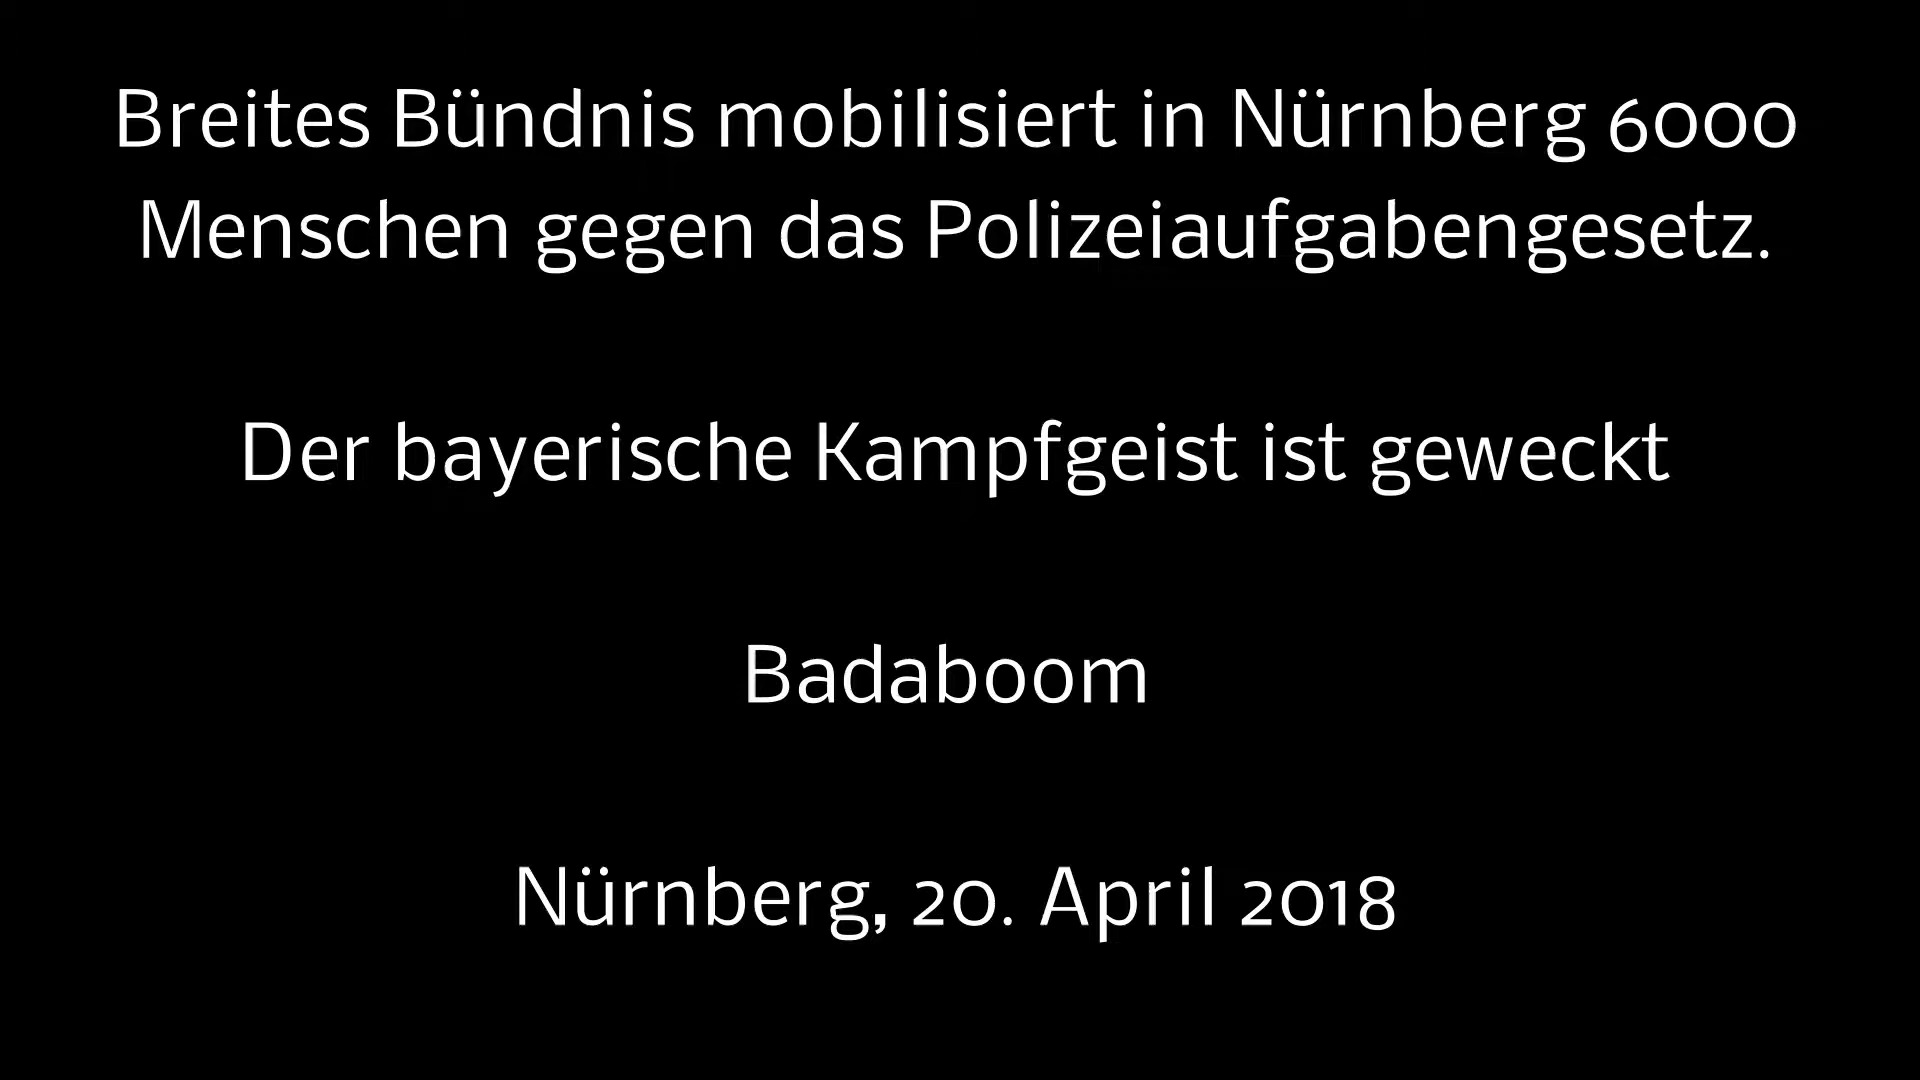 Breites Bündnis mobilisiert in Nürnberg 6000
Menschen gegen das Polizeiaufgabengesetz.
Der bayerische Kampfgeist ist geweckt
Badaboom
Nürnberg, 20. April 2018